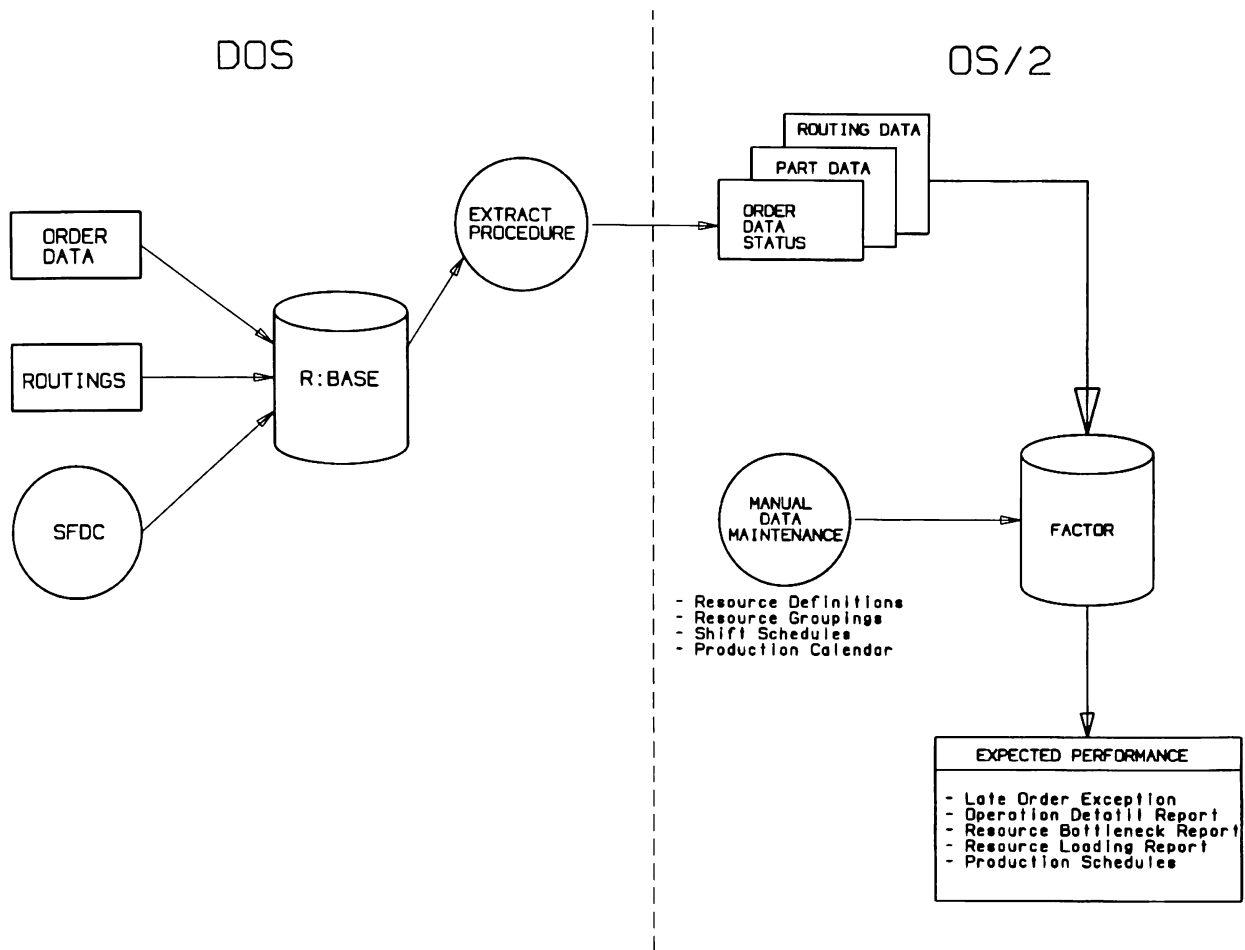 DOS
OS/2
ORDER
DATA
ROUTINGS
SFDC
R:BASE
EXTRACT
PROCEDURE
ROUTING DATA
PART DATA
ORDER
DATA
STATUS
MANUAL
DATA
MAINTENANCE
- Resource Definitions
- Resource Groupings
- Shift Schedules
- Production Calendar
FACTOR
EXPECTED PERFORMANCE
- Late Order Exception
- Operation Detail Report
- Resource Bottleneck Report
- Resource Loading Report
- Production Schedules